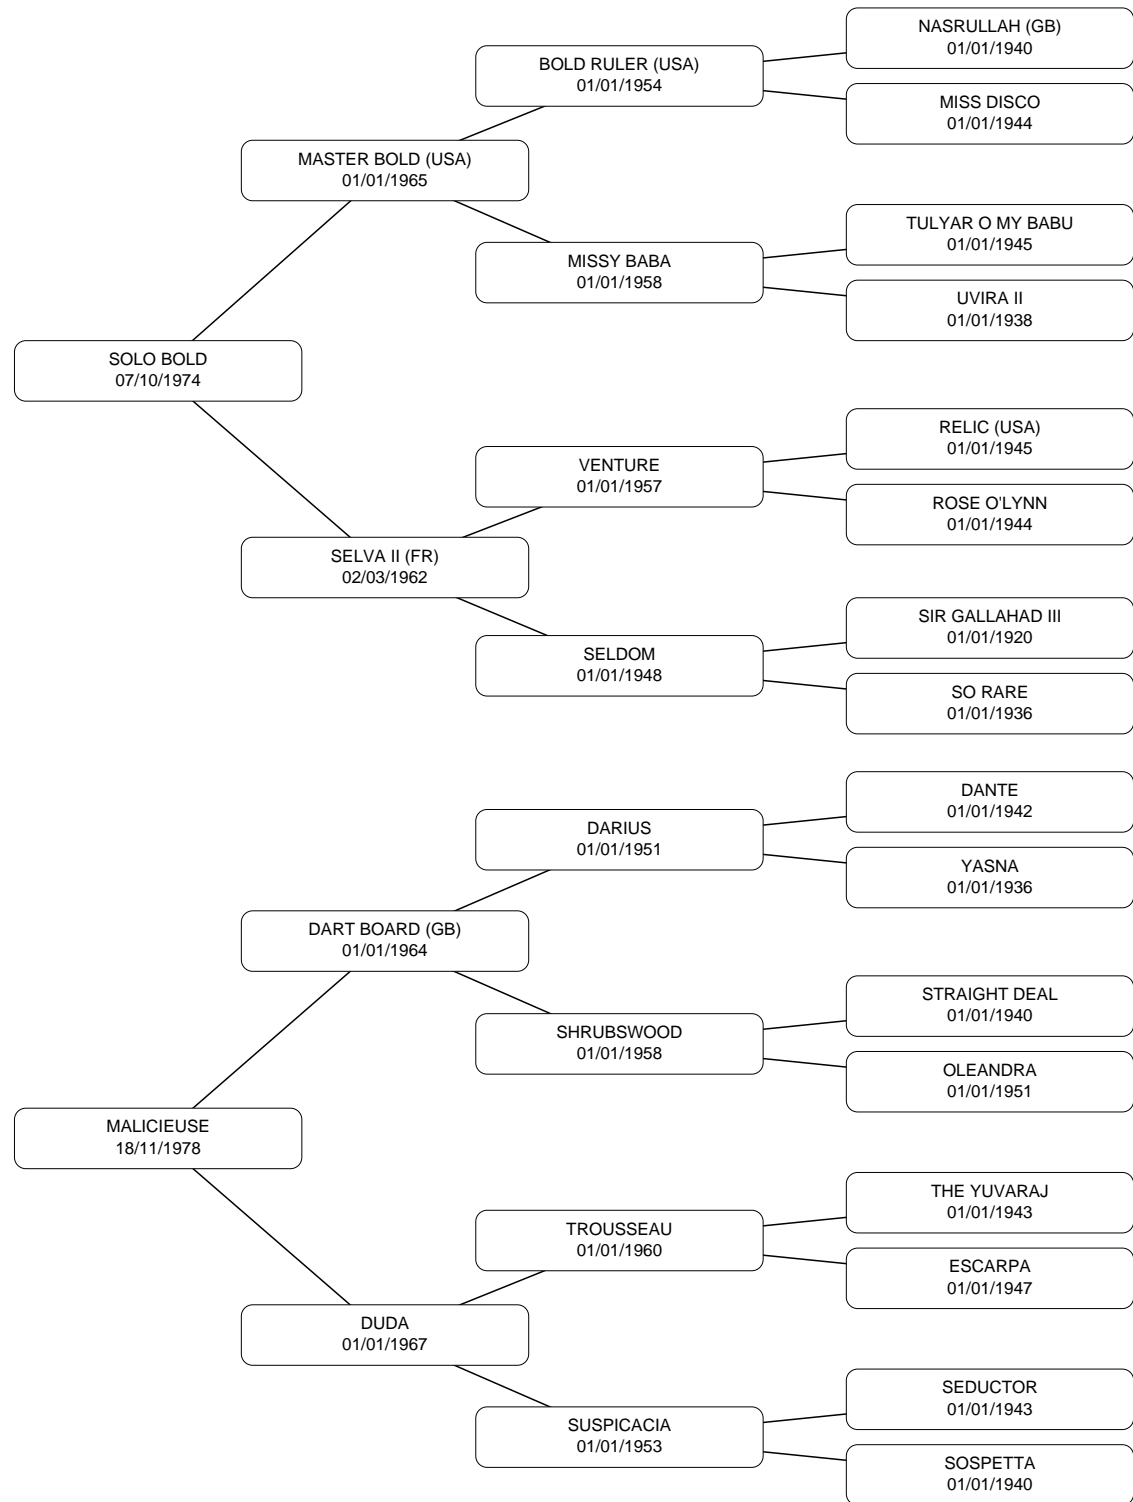 NASRULLAH (GB)
01/01/1940
BOLD RULER (USA)
01/01/1954
MISS DISCO
01/01/1944
MASTER BOLD (USA)
01/01/1965
TULYAR O MY BABU
01/01/1945
MISSY BABA
01/01/1958
UVIRA II
01/01/1938
SOLO BOLD
07/10/1974
RELIC (USA)
01/01/1945
VENTURE
01/01/1957
ROSE O'LYNN
01/01/1944
SELVA II (FR)
02/03/1962
SIR GALLAHAD III
01/01/1920
SELDOM
01/01/1948
SO RARE
01/01/1936
DANTE
01/01/1942
DARIUS
01/01/1951
YASNA
01/01/1936
DART BOARD (GB)
01/01/1964
STRAIGHT DEAL
01/01/1940
SHRUBSWOOD
01/01/1958
OLEANDRA
01/01/1951
MALICIEUSE
18/11/1978
THE YUVARAJ
01/01/1943
TROUSSEAU
01/01/1960
ESCARPA
01/01/1947
DUDA
01/01/1967
SEDUCTOR
01/01/1943
SUSPICACIA
01/01/1953
SOSPETTA
01/01/1940